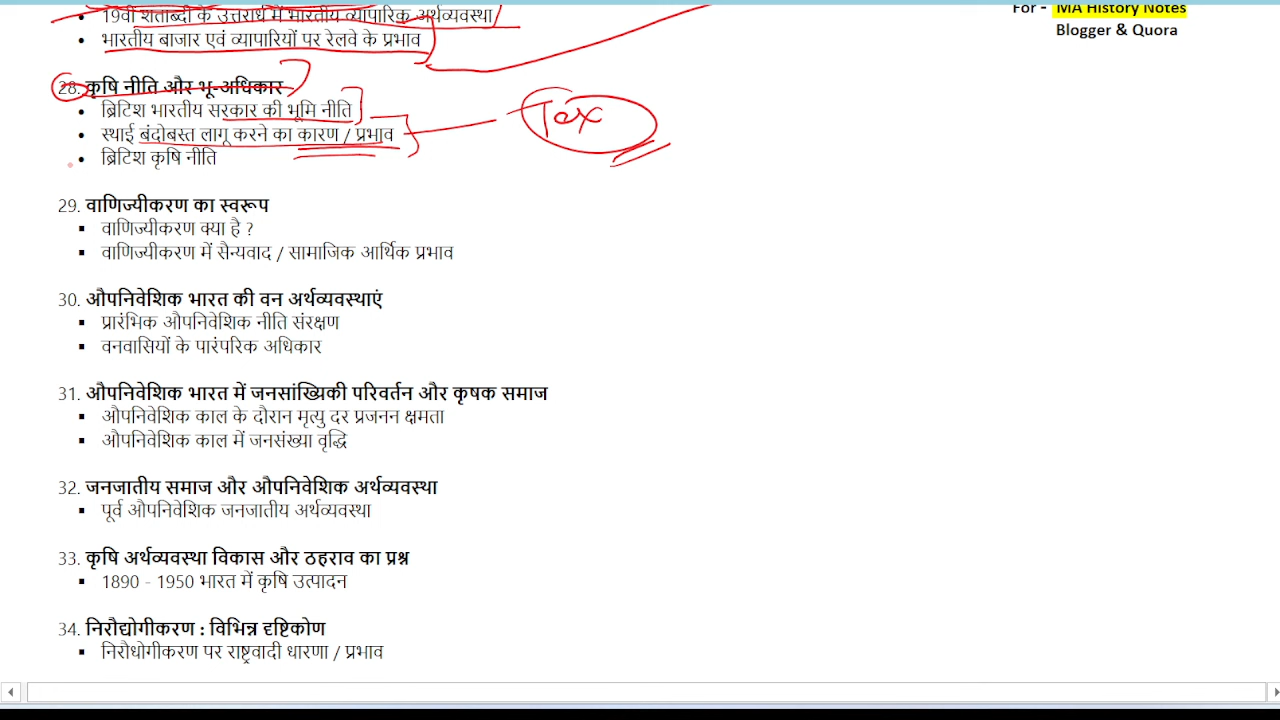 19वी शताब्दी के उत्तरार्ध में भारतीय व्यापारिक अर्थव्यवस्था
For - MA History Notes
Blogger & Quora
भारतीय बाजार एवं व्यापारियों पर रेलवे के प्रभाव
28. कृषि नीति और भू-अधिकार
ब्रिटिश भारतीय सरकार की भूमि नीति
Tax
स्थाई बंदोबस्त लागू करने का कारण / प्रभाव
ब्रिटिश कृषि नीति
29. वाणिज्यीकरण का स्वरूप
वाणिज्यीकरण क्या है ?
वाणिज्यीकरण में सैन्यवाद / सामाजिक आर्थिक प्रभाव
30. औपनिवेशिक भारत की वन अर्थव्यवस्थाएं
प्रारंभिक औपनिवेशिक नीति संरक्षण
वनवासियों के पारंपरिक अधिकार
31. औपनिवेशिक भारत में जनसांख्यिकी परिवर्तन और कृषक समाज
औपनिवेशिक काल के दौरान मृत्यु दर प्रजनन क्षमता
औपनिवेशिक काल में जनसंख्या वृद्धि
32. जनजातीय समाज और औपनिवेशिक अर्थव्यवस्था
पूर्व औपनिवेशिक जनजातीय अर्थव्यवस्था
33. कृषि अर्थव्यवस्था विकास और ठहराव का प्रश्न
1890 - 1950 भारत में कृषि उत्पादन
34. निरौद्योगीकरण : विभिन्न दृष्टिकोण
निरौधोगीकरण पर राष्ट्रवादी धारणा / प्रभाव